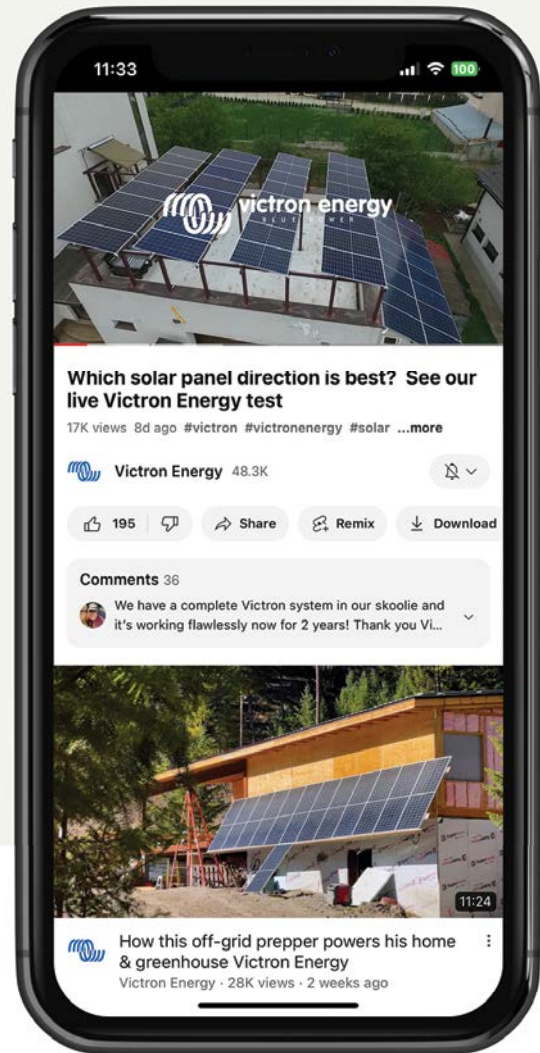 11:33
100
victron energy
BLUE POWER
Which solar panel direction is best? See our
live Victron Energy test
17K views 8d ago #victron #victronenergy #solar ...more
Victron Energy 48.3K
195 Share Remix Download
Comments 36
We have a complete Victron system in our skoolie and
it's working flawlessly now for 2 years! Thank you Vi...
11:24
How this off-grid prepper powers his home
& greenhouse Victron Energy
Victron Energy · 28K views · 2 weeks ago